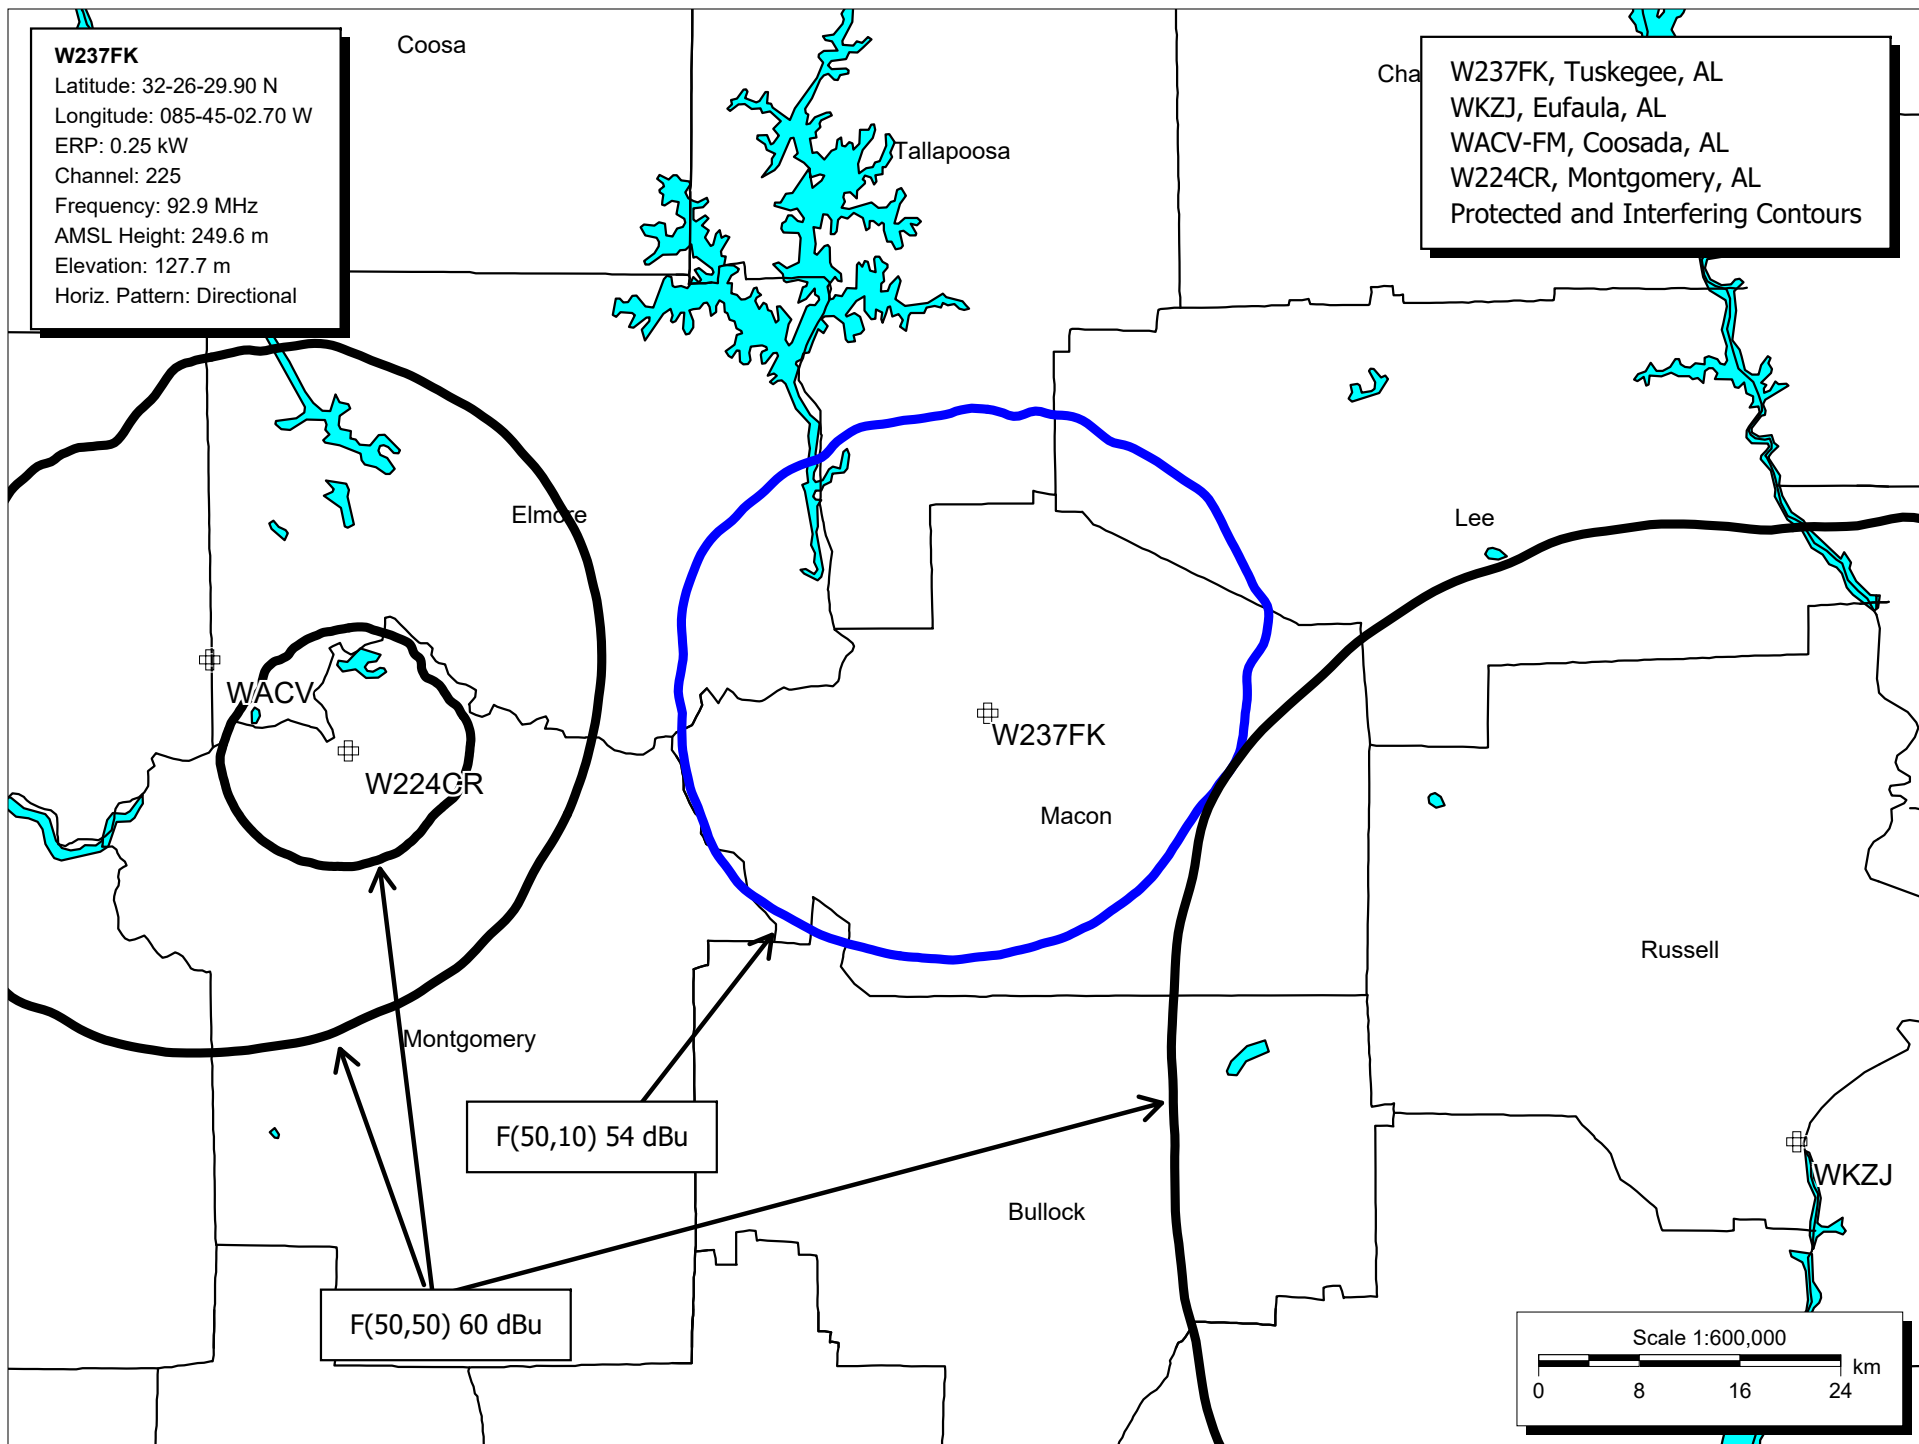 W237FK
Latitude: 32-26-29.90 N
Longitude: 085-45-02.70 W
ERP: 0.25 kW
Channel: 225
Frequency: 92.9 MHz
AMSL Height: 249.6 m
Elevation: 127.7 m
Horiz. Pattern: Directional
Coosa
Cha
W237FK, Tuskegee, AL
WKZJ, Eufaula, AL
WACV-FM, Coosada, AL
W224CR, Montgomery, AL
Protected and Interfering Contours
Tallapoosa
Elmore
Lee
WACV
W237FK
W224CR
Macon
Russell
Montgomery
F(50,10) 54 dBu
WKZJ
Bullock
F(50,50) 60 dBu
Scale 1:600,000
km
0 8 16 24